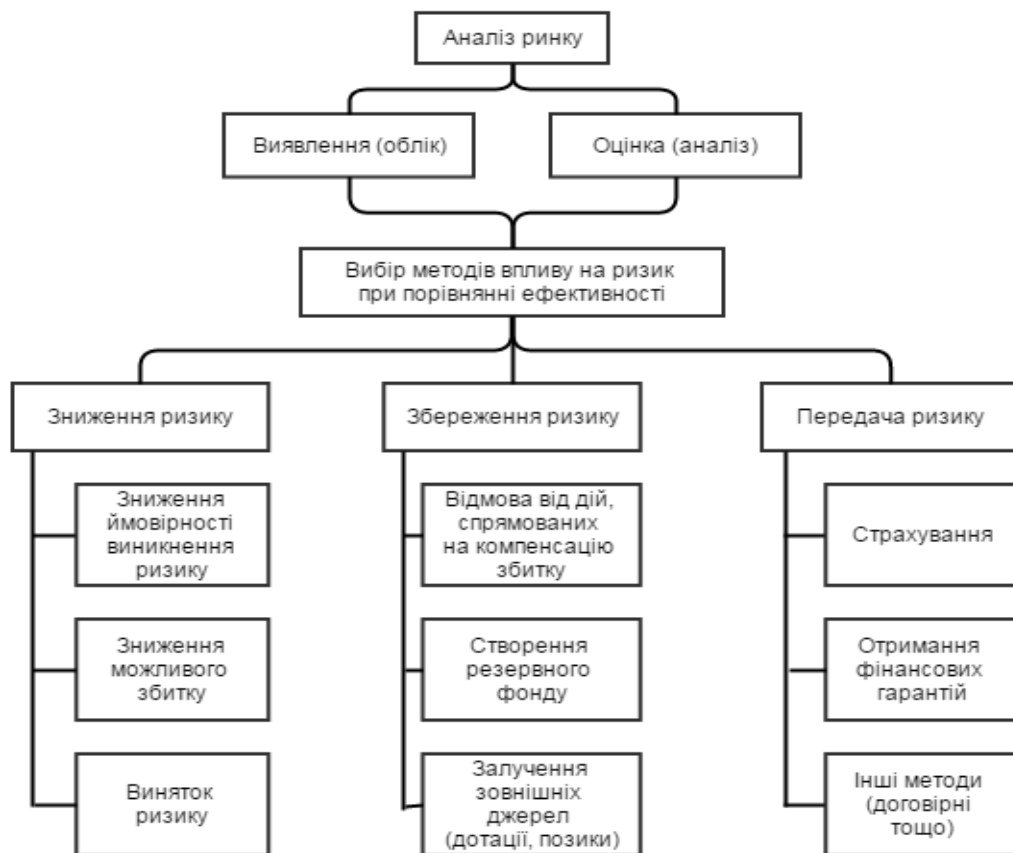 Аналіз ринку
Виявлення (облік)
Оцінка (аналіз)
Вибір методів впливу на ризик
при порівнянні ефективності
Зниження ризику
Збереження ризику
Передача ризику
Зниження
ймовірності
виникнення
ризику
Відмова від дій,
спрямованих
на компенсацію
збитку
Страхування
Зниження
можливого
збитку
Створення
резервного
фонду
Отримання
фінансових
гарантій
Виняток
ризику
Залучення
зовнішніх
джерел
(дотації, позики)
Інші методи
(договірні
тощо)